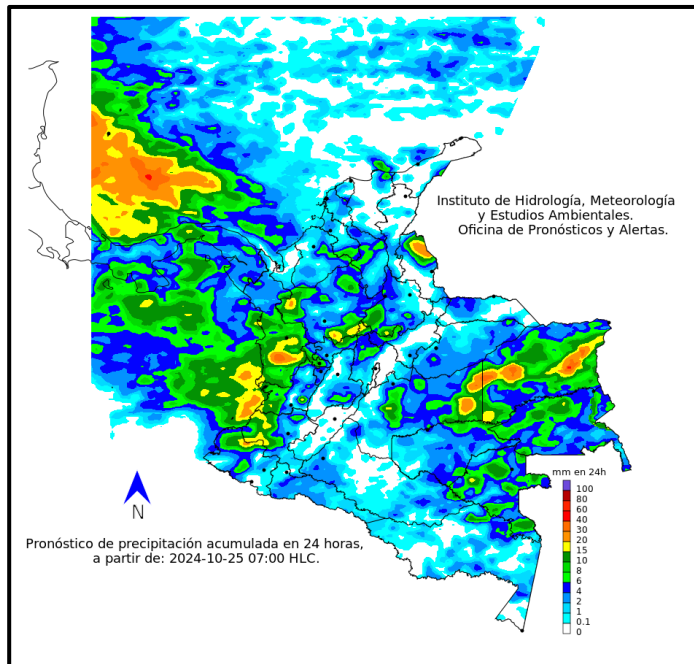 Instituto de Hidrología, Meteorología
y Estudios Ambientales.
Oficina de Pronósticos y Alertas.
N
Pronóstico de precipitación acumulada en 24 horas,
a partir de: 2024-10-25 07:00 HLC.
mm en 24h
100
80
60
40
30
20
15
10
8
6
4
2
1
0.1
0